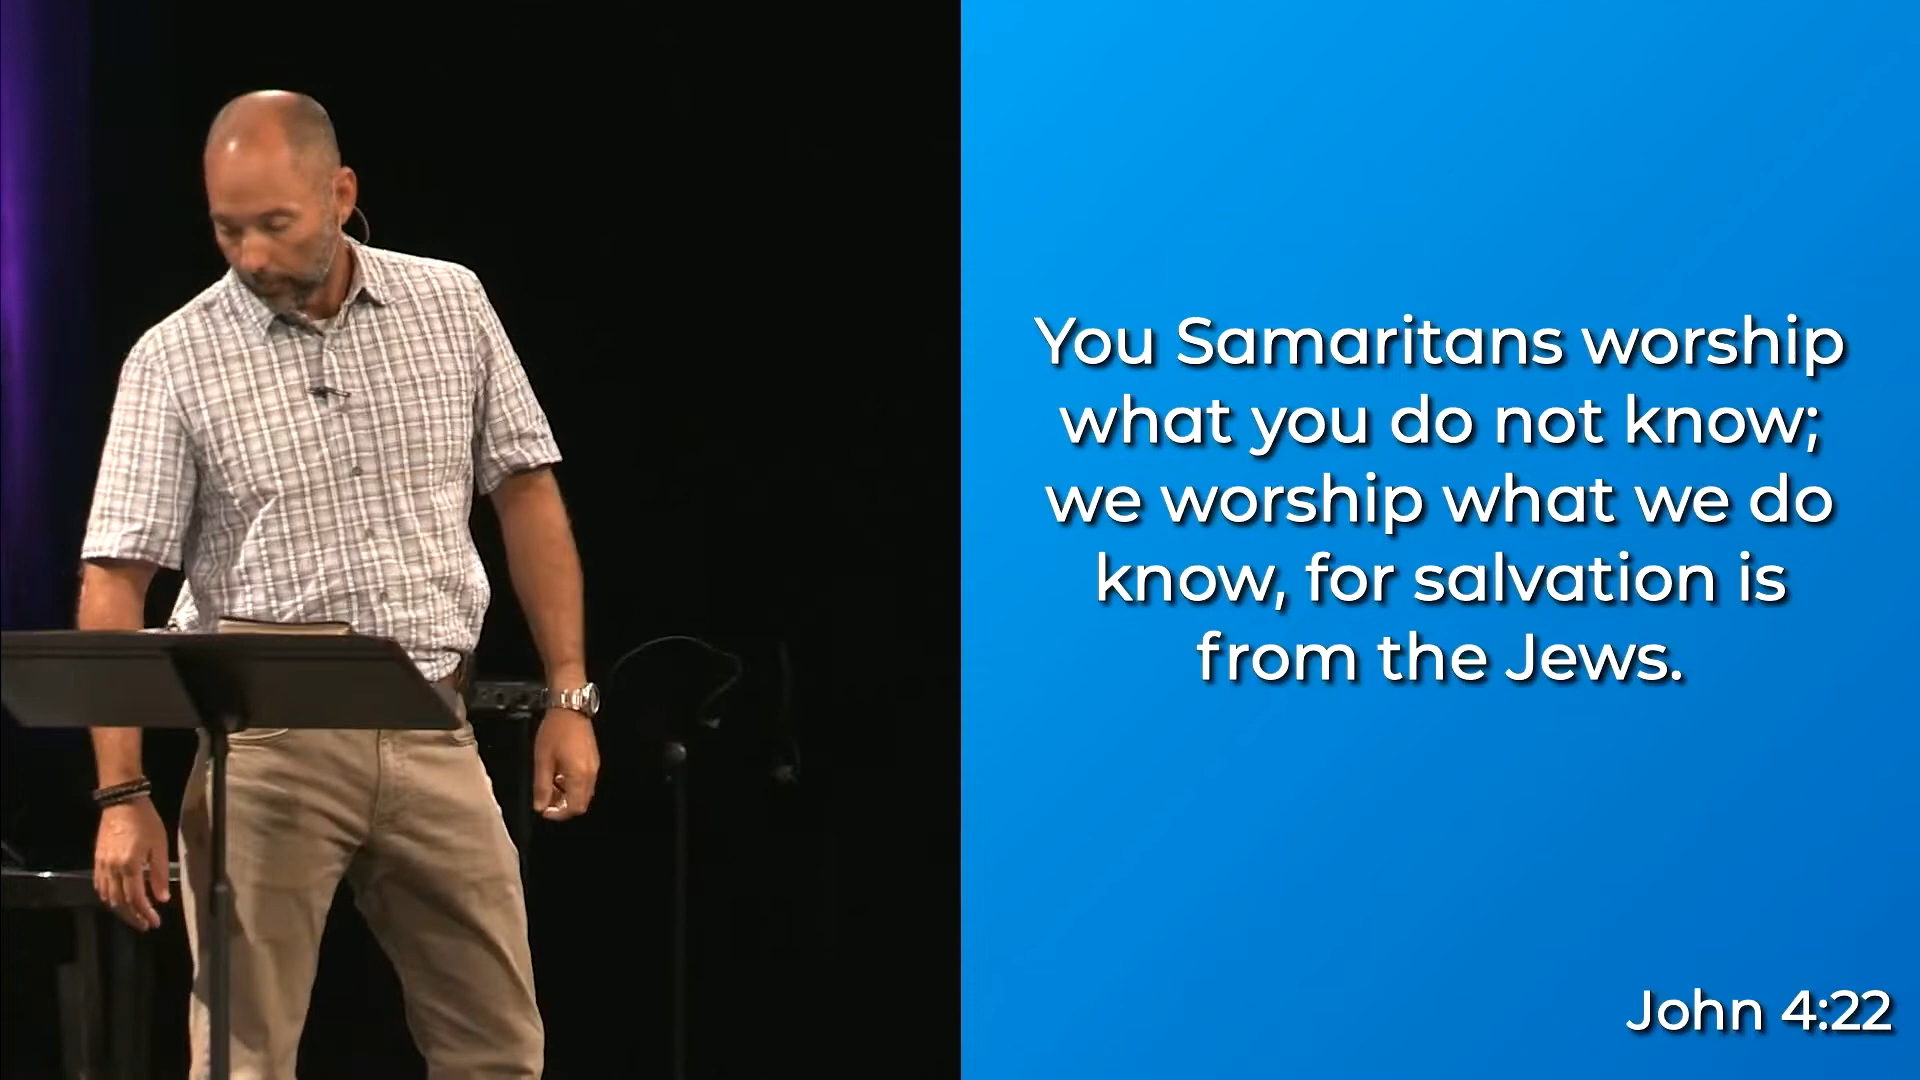 You Samaritans worship
what you do not know;
we worship what we do
know, for salvation is
from the Jews.
John 4:22